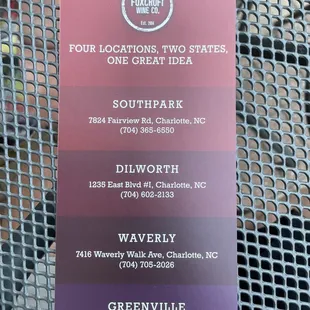 FOXCROFT
WINE CO.
EST. 2004
FOUR LOCATIONS, TWO STATES,
ONE GREAT IDEA
SOUTHPARK
7824 Fairview Rd, Charlotte, NC
(704) 365-6550
DILWORTH
1235 East Blvd #I, Charlotte, NC
(704) 602-2133
WAVERLY
7416 Waverly Walk Ave, Charlotte, NC
(704) 705-2026
GREENVILLE